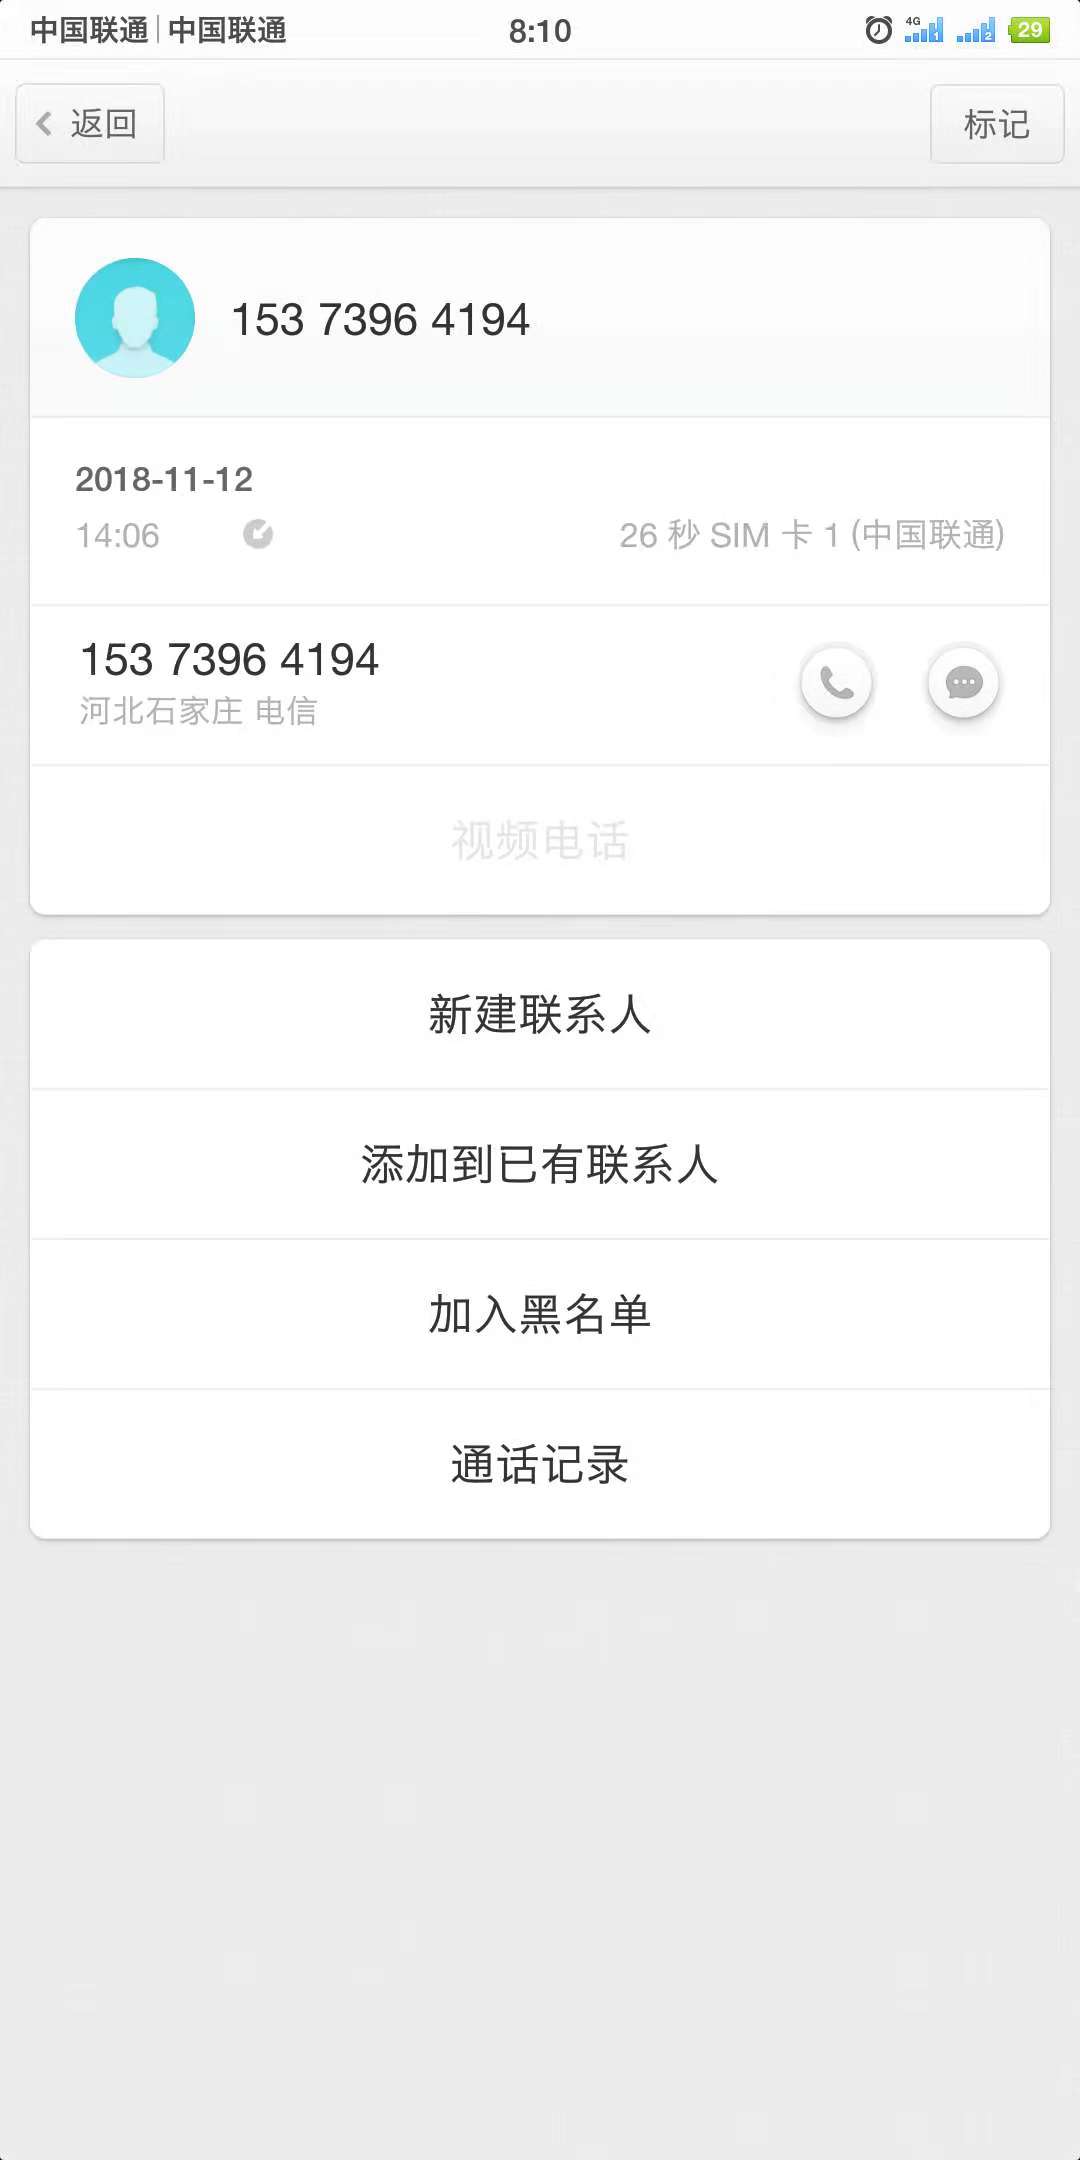 中国联通|中国联通 8:10 4G 1 2 29
返回 标记
153 7396 4194
2018-11-12
14:06 26 秒 SIM 卡 1 (中国联通)
153 7396 4194
河北石家庄 电信
视频电话
新建联系人
添加到已有联系人
加入黑名单
通话记录